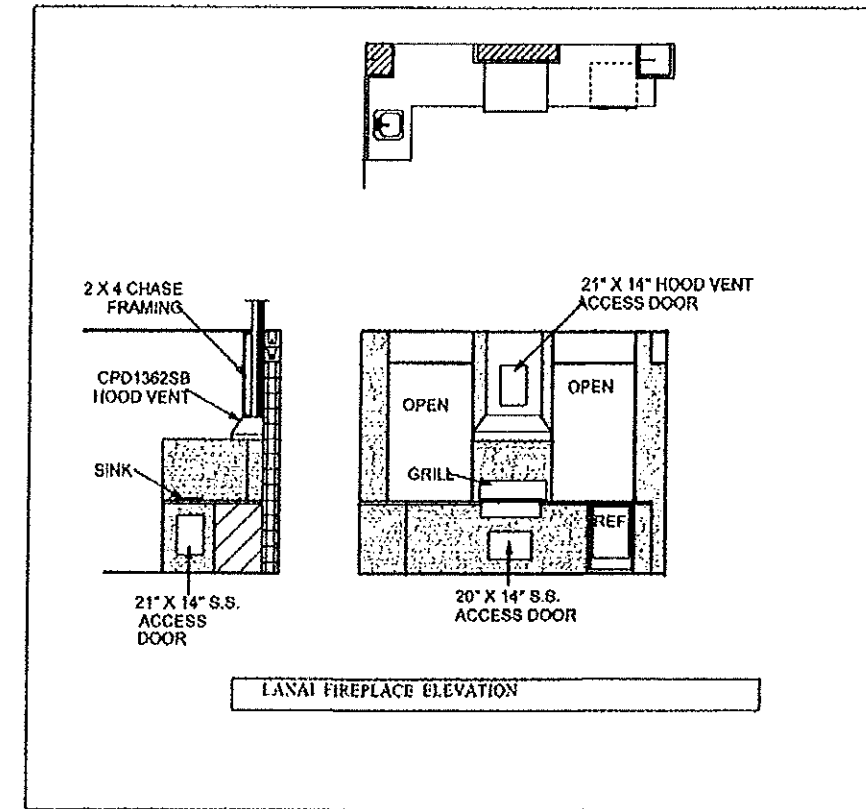 2 X 4 CHASE
FRAMING
21" X 14" HOOD VENT
ACCESS DOOR
CPD1362SB
HOOD VENT
OPEN
OPEN
SINK
GRILL
REF
21" X 14" S.S.
ACCESS
DOOR
20" X 14" S.S.
ACCESS DOOR
LANAI FIREPLACE ELEVATION